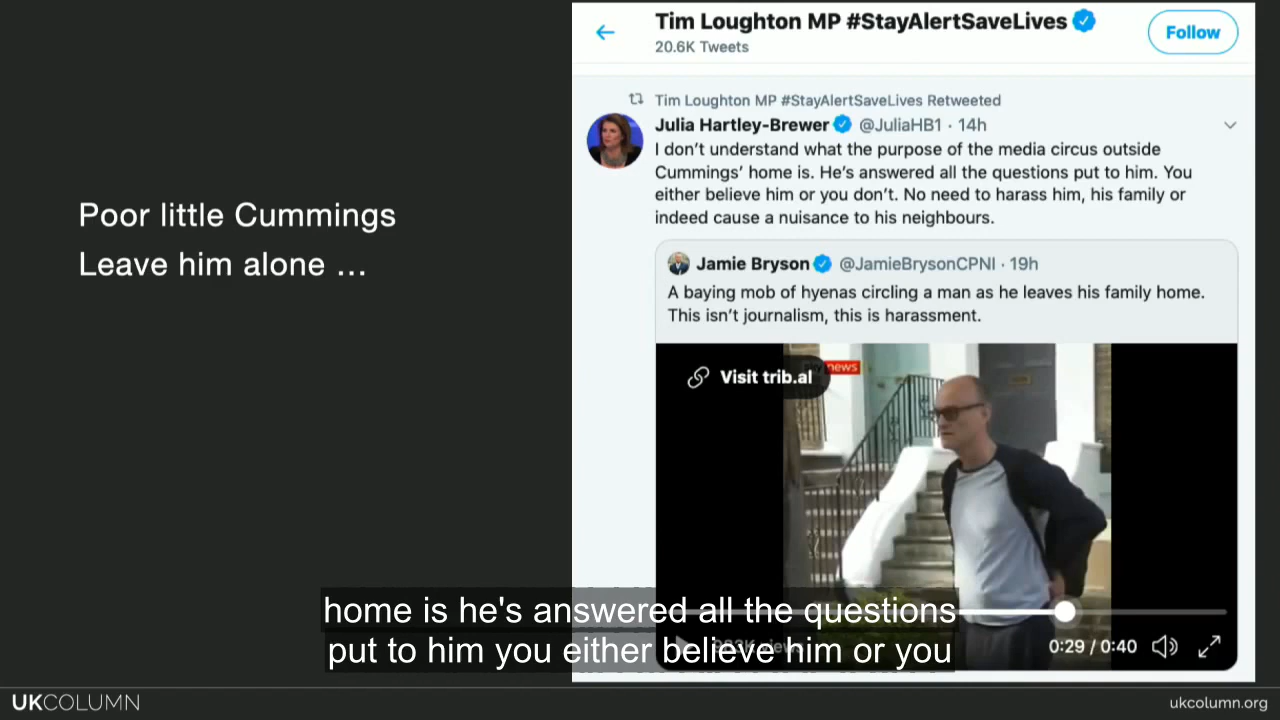 Tim Loughton MP #StayAlertSaveLives
20.6K Tweets
Follow
Tim Loughton MP #StayAlertSaveLives Retweeted
Julia Hartley-Brewer @JuliaHB1 · 14h
I don't understand what the purpose of the media circus outside
Cummings' home is. He's answered all the questions put to him. You
either believe him or you don't. No need to harass him, his family or
indeed cause a nuisance to his neighbours.
Poor little Cummings
Leave him alone ...
Jamie Bryson @JamieBrysonCPNI · 19h
A baying mob of hyenas circling a man as he leaves his family home.
This isn't journalism, this is harassment.
news
Visit trib.al
home is he's answered all the questions
put to him you either believe him or you
0:29 / 0:40
UKCOLUMN
ukcolumn.org